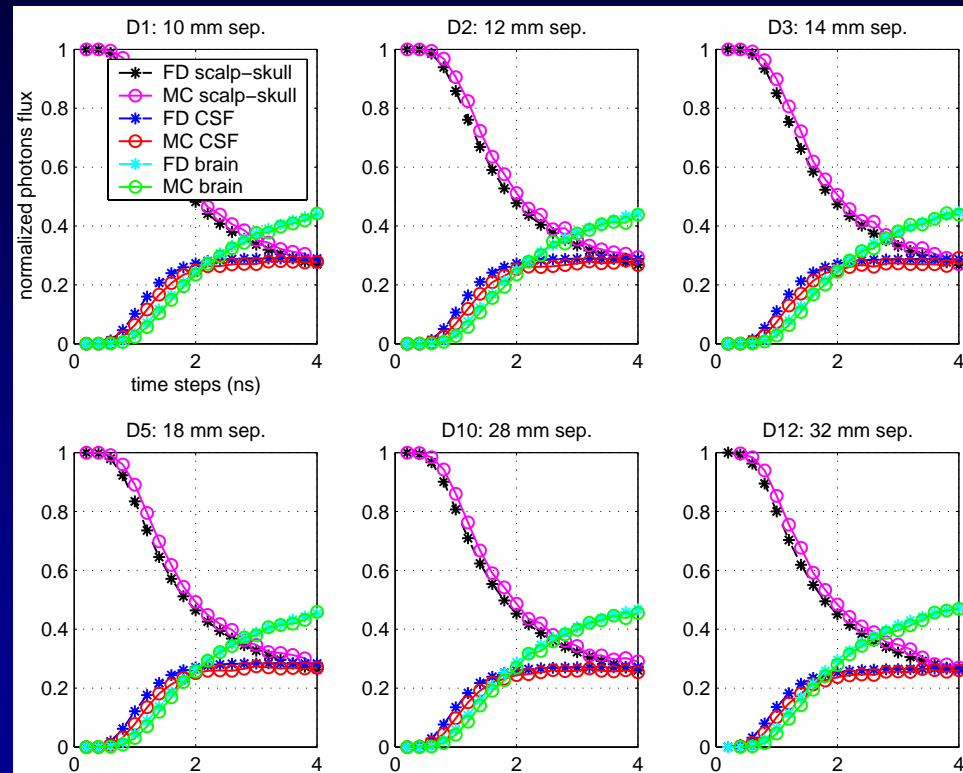 D1: 10 mm sep.
D2: 12 mm sep.
D3: 14 mm sep.
FD scalp-skull
MC scalp-skull
FD CSF
MC CSF
FD brain
MC brain
normalized photons flux
1
0.8
0.6
0.4
0.2
0
0 2 4
time steps (ns)
1
0.8
0.6
0.4
0.2
0
0 2 4
1
0.8
0.6
0.4
0.2
0
0 2 4
D5: 18 mm sep.
D10: 28 mm sep.
D12: 32 mm sep.
1
0.8
0.6
0.4
0.2
0
0 2 4
1
0.8
0.6
0.4
0.2
0
0 2 4
1
0.8
0.6
0.4
0.2
0
0 2 4